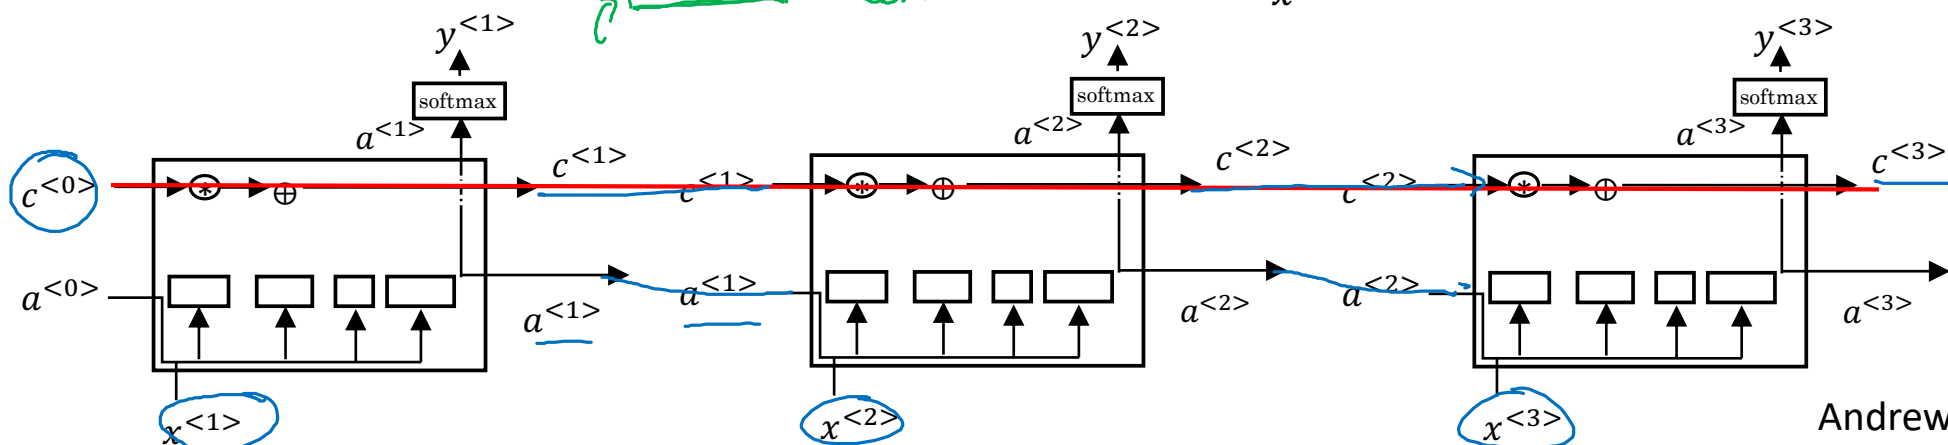 x
y<1> y<2> y<3>
softmax softmax softmax
a<1> a<2> a<3>
c<0> c<1> c<1> c<2> c<2> c<3>
a<0> a<1> a<1> a<2> a<2> a<3>
x<1> x<2> x<3>
Andrew